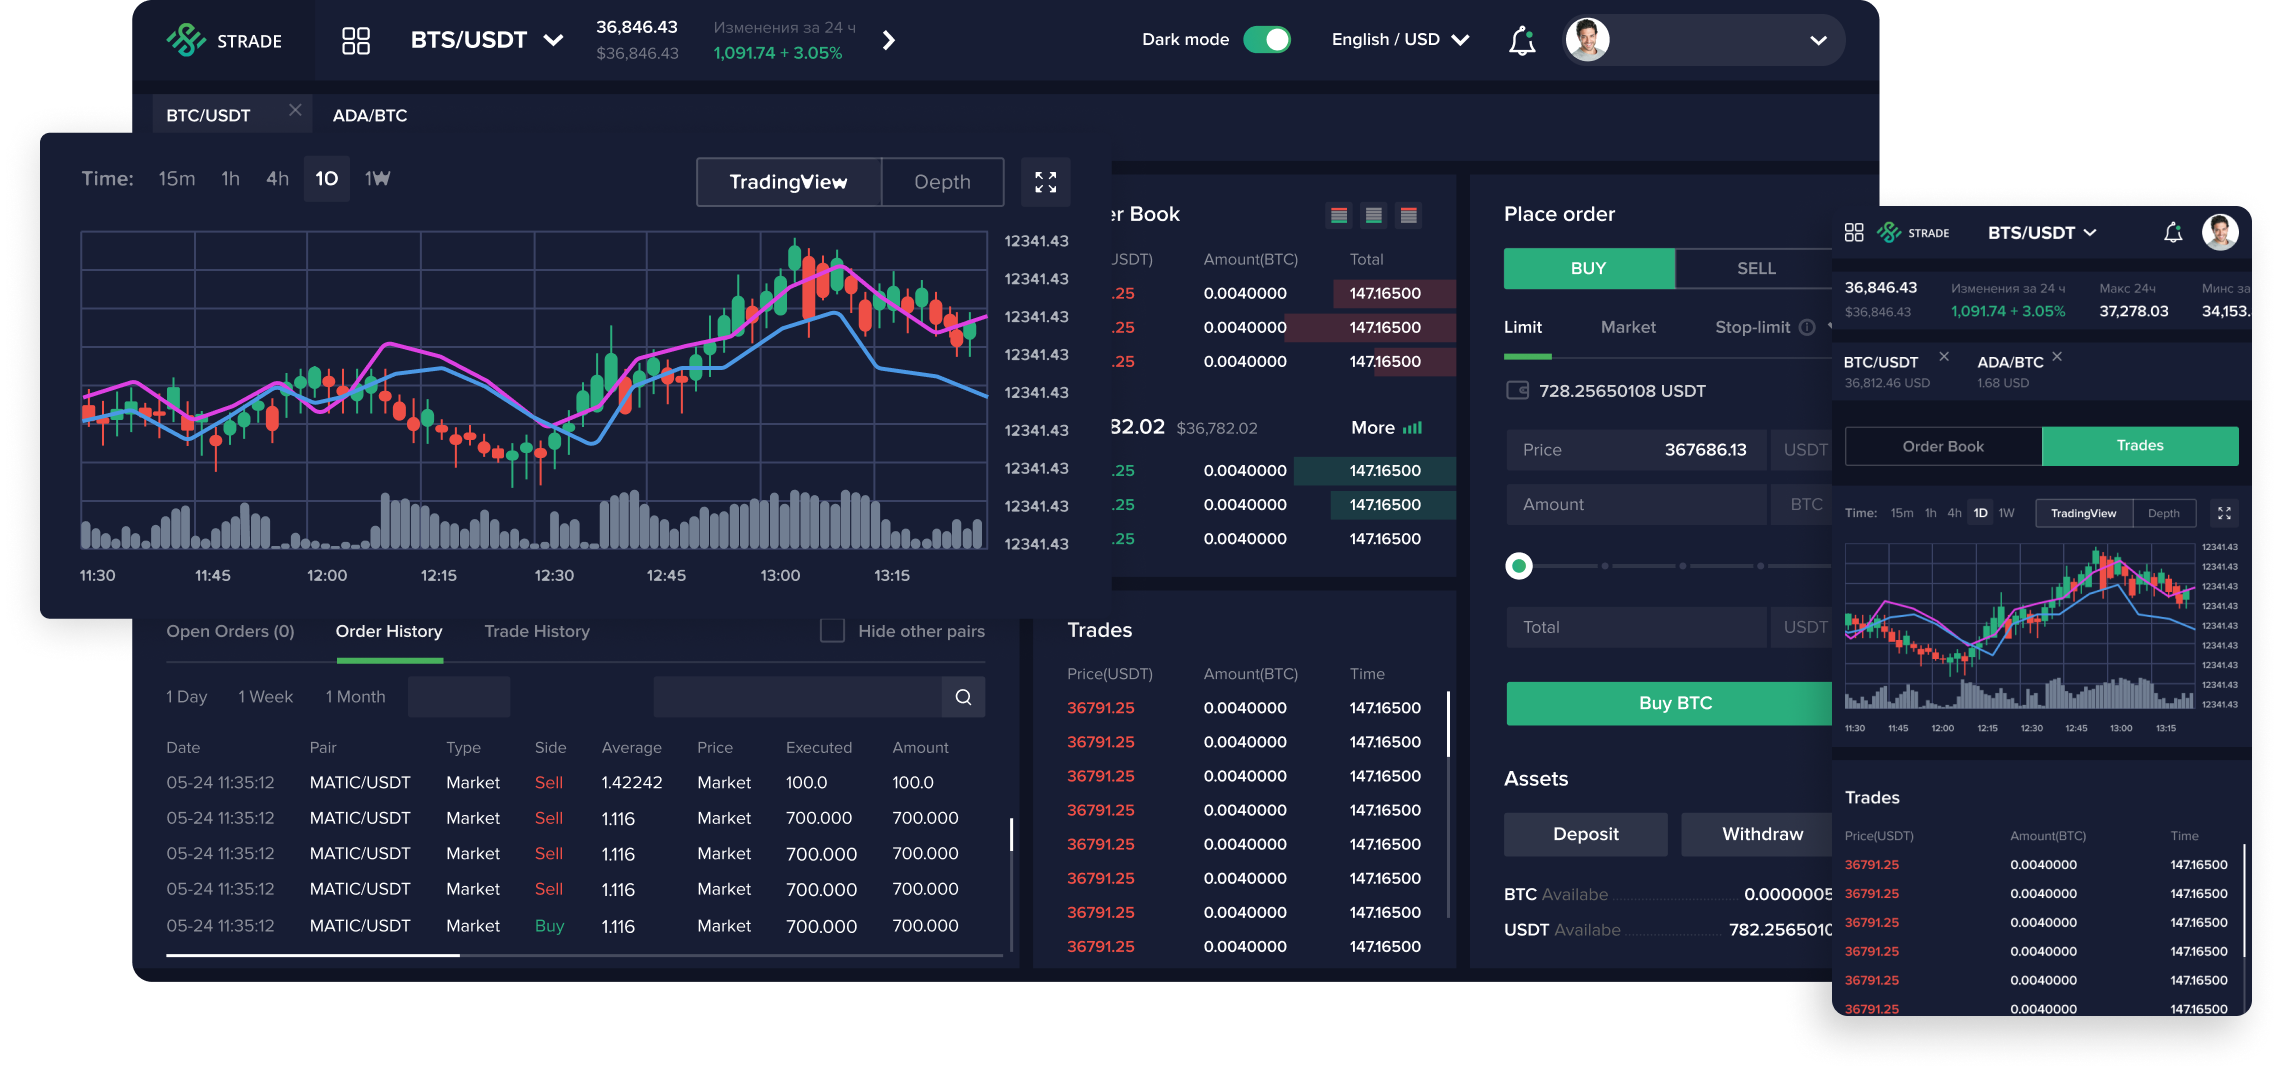 STRADE
BTS/USDT
36,846.43
$36,846.43
Изменения за 24 ч
1,091.74 + 3.05%
Dark mode
English / USD
BTC/USDT
ADA/BTC
Time: 15m 1h 4h 1D 1W
TradingView Depth
12341.43
12341.43
12341.43
12341.43
12341.43
12341.43
12341.43
12341.43
12341.43
11:30 11:45 12:00 12:15 12:30 12:45 13:00 13:15
er Book
USDT) Amount(BTC) Total
.25 0.0040000 147.16500
.25 0.0040000 147.16500
.25 0.0040000 147.16500
82.02 $36,782.02 More
.25 0.0040000 147.16500
.25 0.0040000 147.16500
.25 0.0040000 147.16500
Place order
BUY SELL
Limit Market Stop-limit
728.25650108 USDT
Price 367686.13 USDT
Amount BTC
Total USDT
Buy BTC
Assets
Deposit Withdraw
BTC Availabe 0.0000005
USDT Availabe 782.2565010
Open Orders (0) Order History Trade History Hide other pairs
1 Day 1 Week 1 Month
Date Pair Type Side Average Price Executed Amount
05-24 11:35:12 MATIC/USDT Market Sell 1.42242 Market 100.0 100.0
05-24 11:35:12 MATIC/USDT Market Sell 1.116 Market 700.000 700.000
05-24 11:35:12 MATIC/USDT Market Sell 1.116 Market 700.000 700.000
05-24 11:35:12 MATIC/USDT Market Sell 1.116 Market 700.000 700.000
05-24 11:35:12 MATIC/USDT Market Buy 1.116 Market 700.000 700.000
Trades
Price(USDT) Amount(BTC) Time
36791.25 0.0040000 147.16500
36791.25 0.0040000 147.16500
36791.25 0.0040000 147.16500
36791.25 0.0040000 147.16500
36791.25 0.0040000 147.16500
36791.25 0.0040000 147.16500
36791.25 0.0040000 147.16500
36791.25 0.0040000 147.16500
STRADE BTS/USDT
36,846.43 Изменения за 24 ч Макс 24ч Минс за
$36,846.43 1,091.74 + 3.05% 37,278.03 34,153.
BTC/USDT ADA/BTC
36,812.46 USD 1.68 USD
Order Book Trades
Time: 15m 1h 4h 1D 1W TradingView Depth
12341.43
12341.43
12341.43
12341.43
12341.43
12341.43
12341.43
12341.43
12341.43
11:30 11:45 12:00 12:15 12:30 12:45 13:00 13:15
Trades
Price(USDT) Amount(BTC) Time
36791.25 0.0040000 147.16500
36791.25 0.0040000 147.16500
36791.25 0.0040000 147.16500
36791.25 0.0040000 147.16500
36791.25 0.0040000 147.16500
36791.25 0.0040000 147.16500